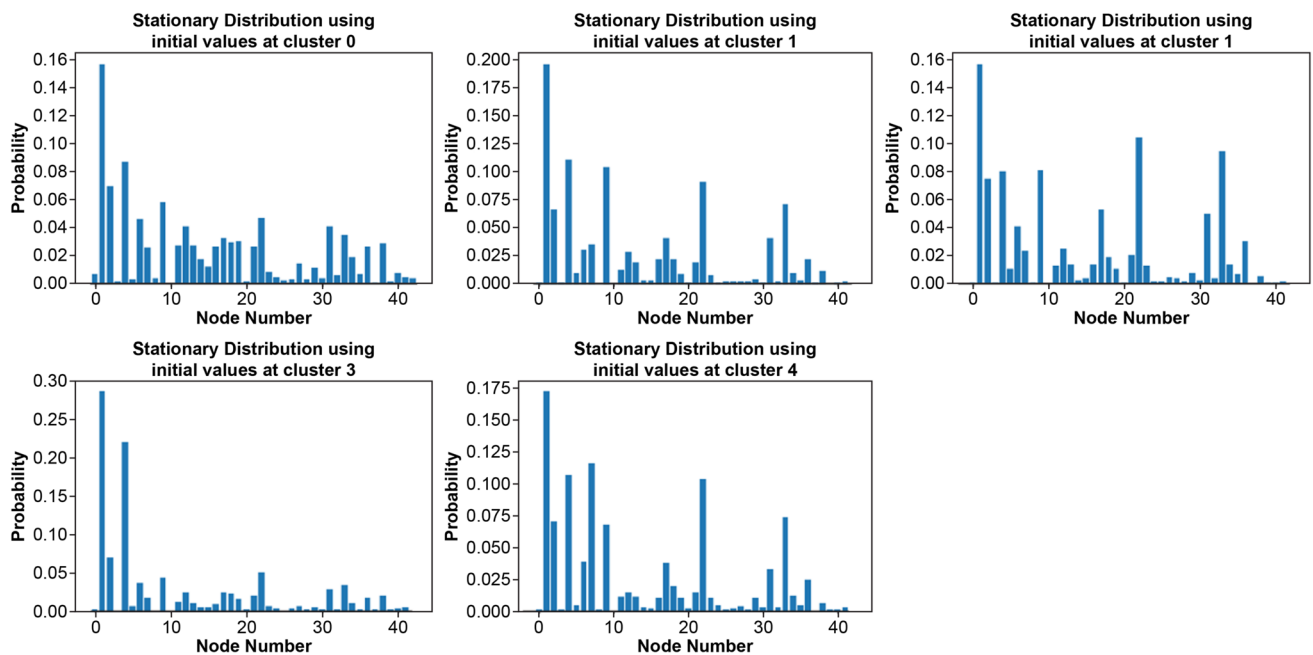 Stationary Distribution using
initial values at cluster 0
0.16
0.14
0.12
0.10
0.08
0.06
0.04
0.02
0.00
Probability
0 10 20 30 40
Node Number
Stationary Distribution using
initial values at cluster 1
0.200
0.175
0.150
0.125
0.100
0.075
0.050
0.025
0.000
Probability
0 10 20 30 40
Node Number
Stationary Distribution using
initial values at cluster 1
0.16
0.14
0.12
0.10
0.08
0.06
0.04
0.02
0.00
Probability
0 10 20 30 40
Node Number
Stationary Distribution using
initial values at cluster 3
0.30
0.25
0.20
0.15
0.10
0.05
0.00
Probability
0 10 20 30 40
Node Number
Stationary Distribution using
initial values at cluster 4
0.175
0.150
0.125
0.100
0.075
0.050
0.025
0.000
Probability
0 10 20 30 40
Node Number